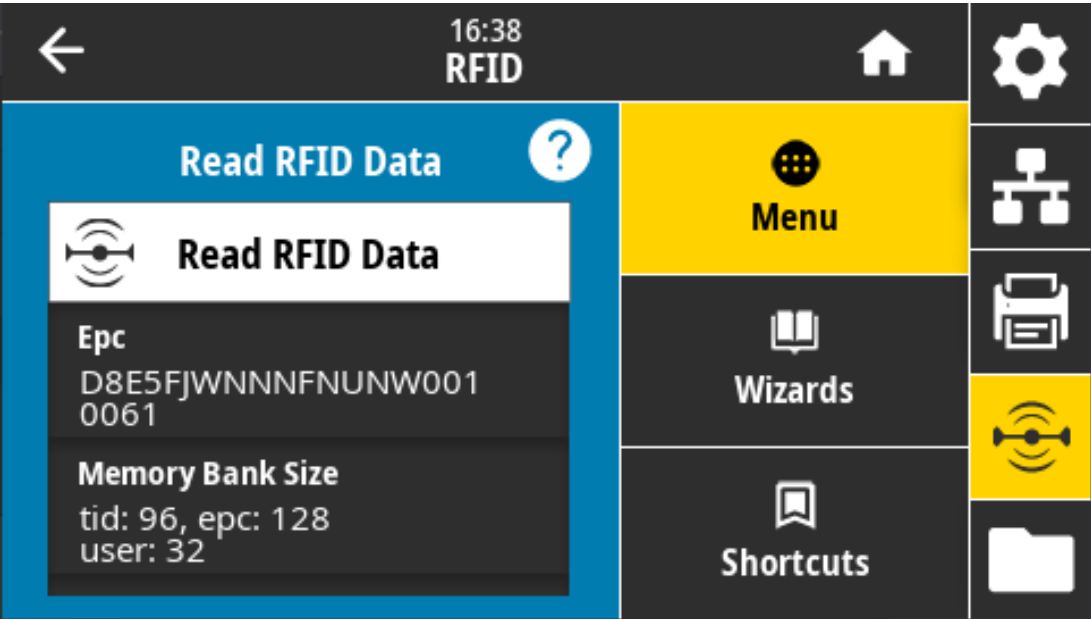 16:38
RFID
Read RFID Data
?
Read RFID Data
Epc
D8E5FJWNNNFNUNW001
0061
Memory Bank Size
tid: 96, epc: 128
user: 32
Menu
Wizards
Shortcuts